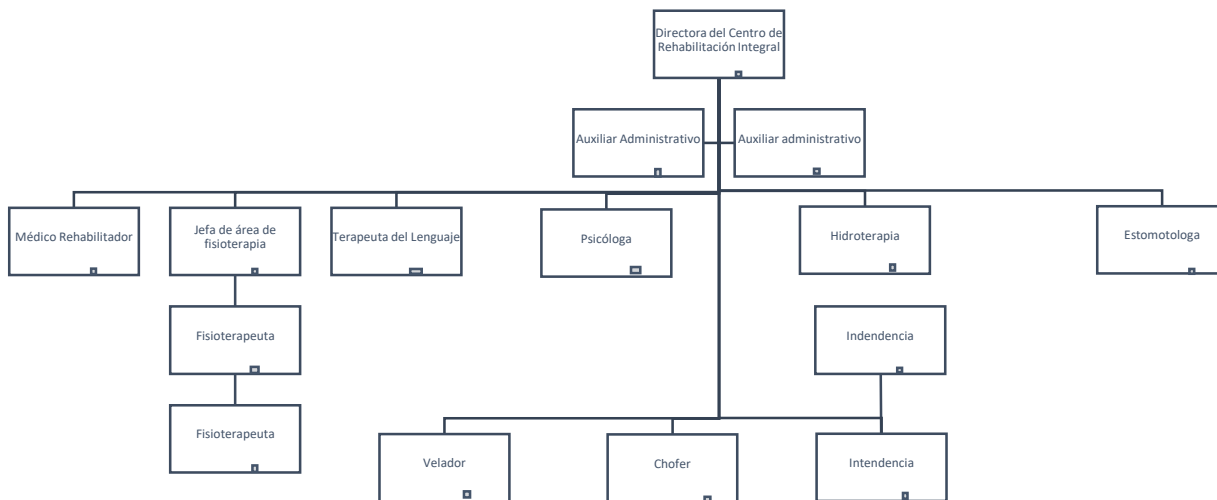 Directora del Centro de
Rehabilitación Integral
Auxiliar Administrativo
Auxiliar administrativo
Médico Rehabilitador
Jefa de área de
fisioterapia
Terapeuta del Lenguaje
Psicóloga
Hidroterapia
Estomotologa
Fisioterapeuta
Indendencia
Fisioterapeuta
Velador
Chofer
Intendencia